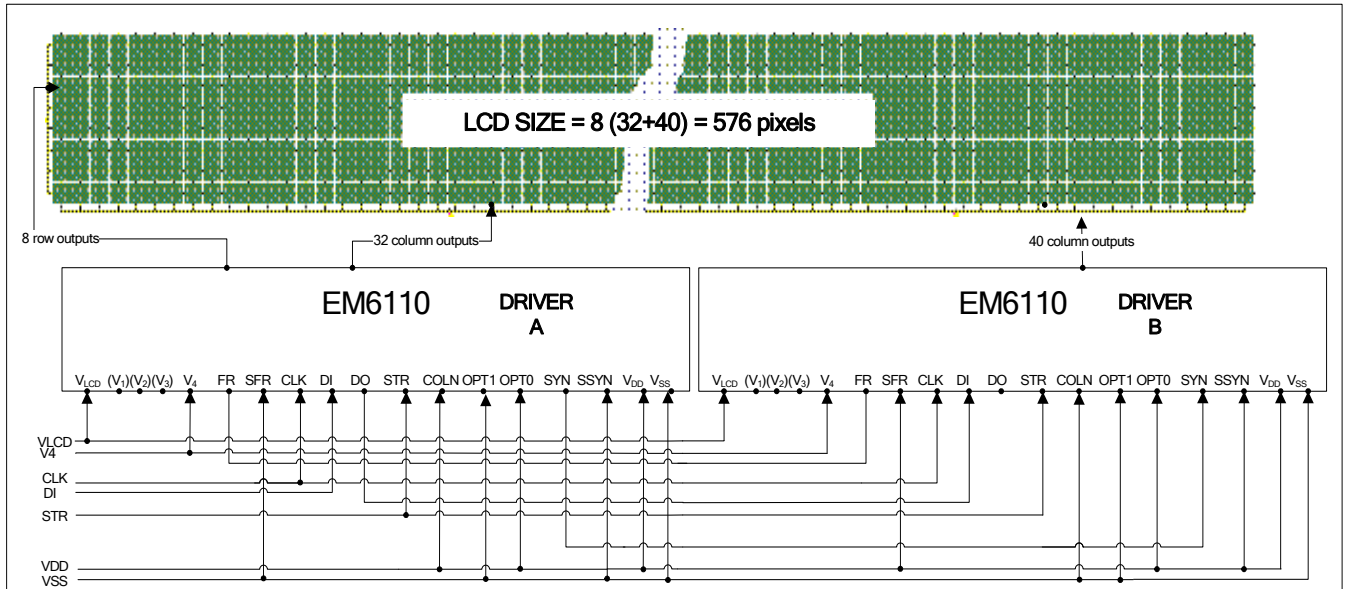 LCD SIZE = 8 (32+40) = 576 pixels
8 row outputs
32 column outputs
40 column outputs
EM6110 DRIVER
A
EM6110 DRIVER
B
VLCD (V1)(V2)(V3) V4 FR SFR CLK DI DO STR COLN OPT1 OPT0 SYN SSYN VDD VSS
VLCD (V1)(V2)(V3) V4 FR SFR CLK DI DO STR COLN OPT1 OPT0 SYN SSYN VDD VSS
VLCD
V4
CLK
DI
STR
VDD
VSS